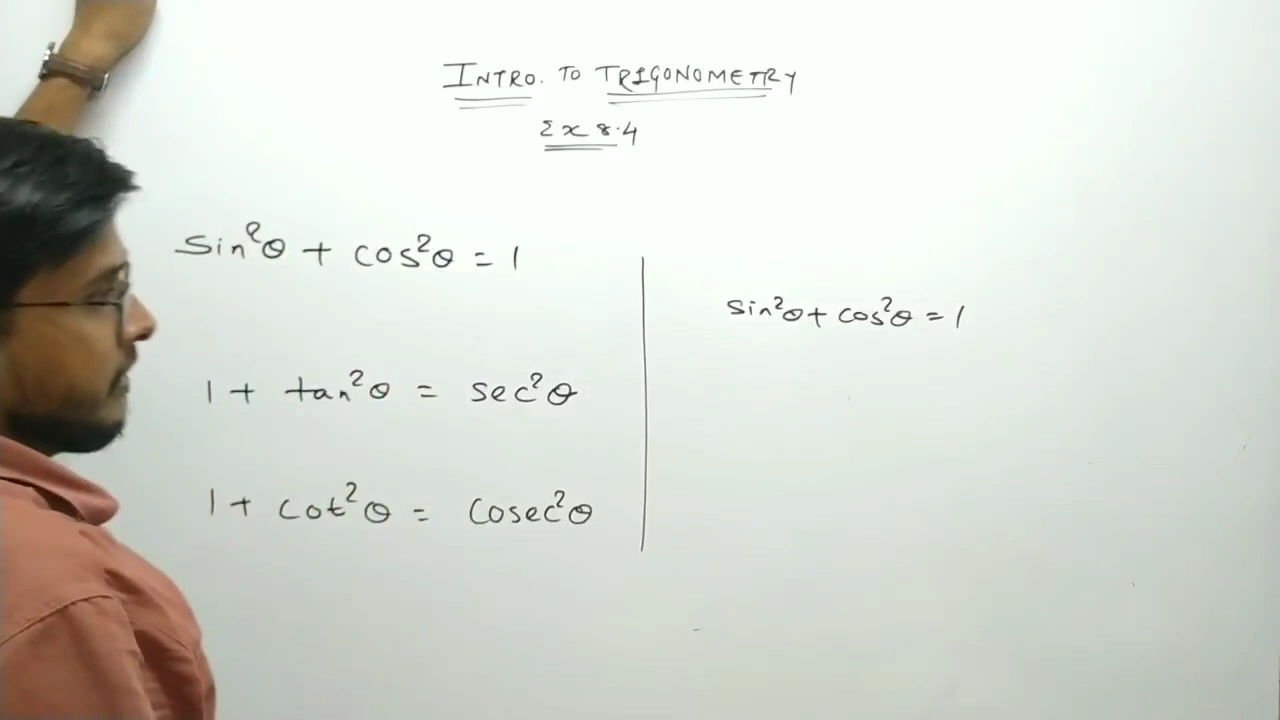 INTRO. TO TRIGONOMETRY
Ex 8.4
sin²θ + cos²θ = 1
1 + tan²θ = sec²θ
1 + cot²θ = cosec²θ
sin²θ + cos²θ = 1